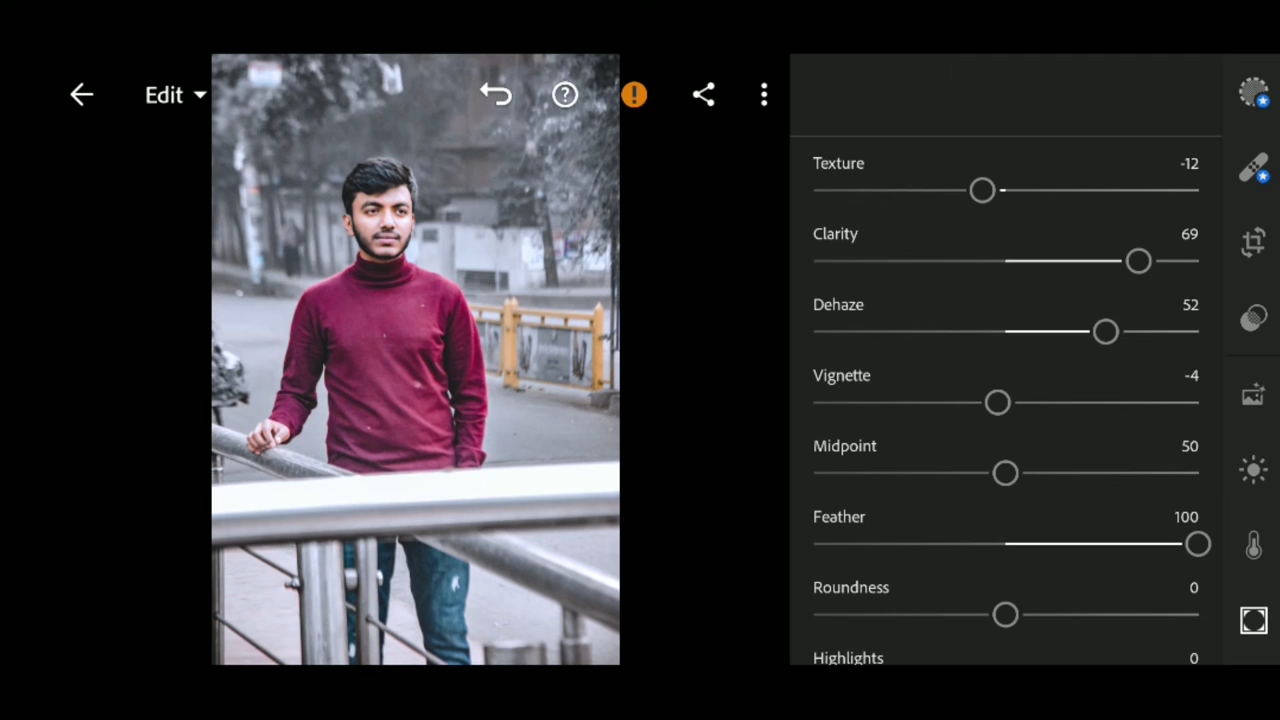 Edit
Texture -12
Clarity 69
Dehaze 52
Vignette -4
Midpoint 50
Feather 100
Roundness 0
Highlights 0